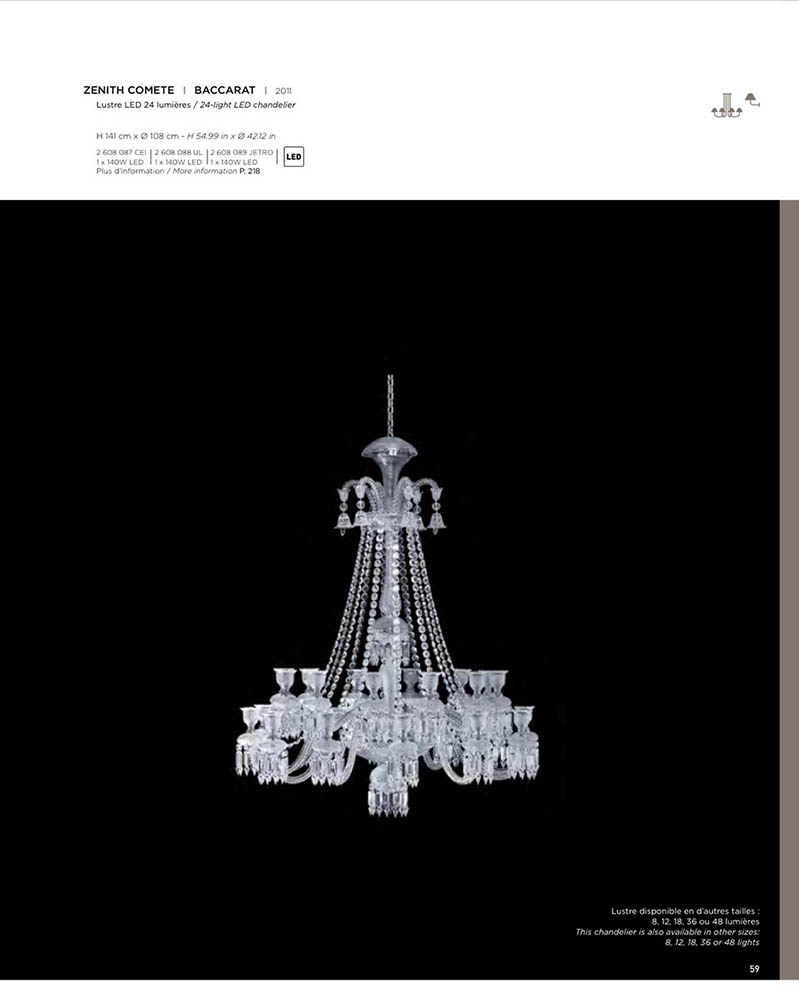 ZENITH COMETE | BACCARAT | 2011
Lustre LED 24 lumières / 24-light LED chandelier
H 141 cm x Ø 108 cm - H 54.99 in x Ø 42.12 in
2 608 087 CEI | 2 608 088 UL | 2 608 089 JETRO |
1 x 140W LED | 1 x 140W LED | 1 x 140W LED
LED
Plus d'information / More information P. 218
Lustre disponible en d'autres tailles :
8, 12, 18, 36 ou 48 lumières
This chandelier is also available in other sizes:
8, 12, 18, 36 or 48 lights
59